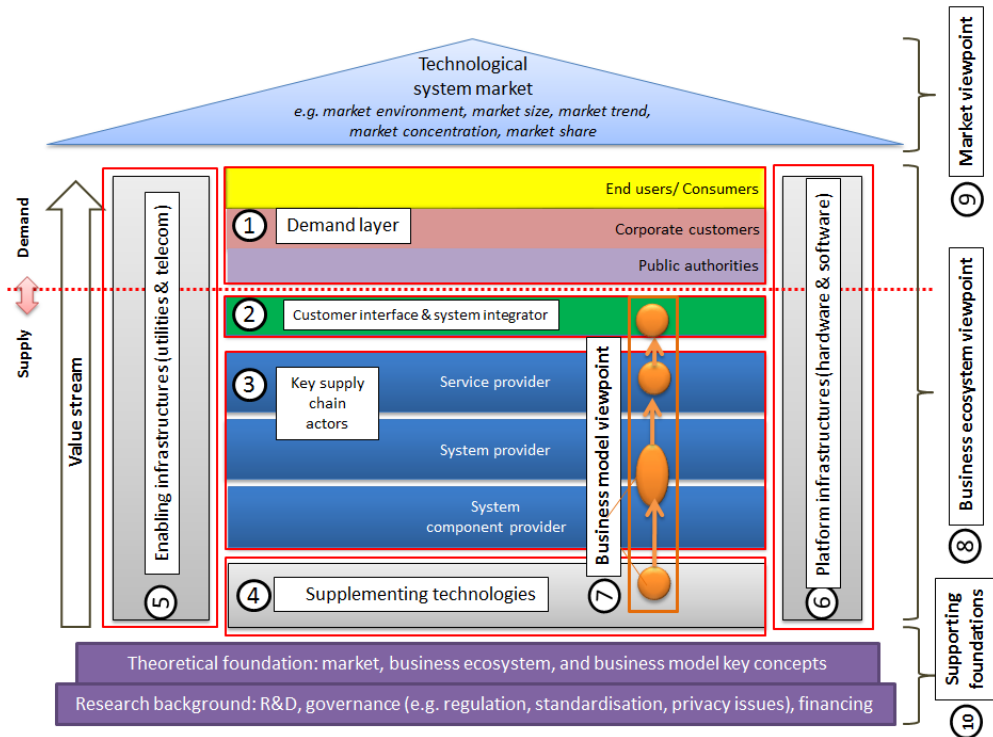 Technological
system market
e.g. market environment, market size, market trend,
market concentration, market share
Market viewpoint
9
Demand
Supply
Value stream
Enabling infrastructures (utilities & telecom)
5
1
Demand layer
End users/ Consumers
Corporate customers
Public authorities
2
Customer interface & system integrator
3
Key supply
chain
actors
Service provider
System provider
System
component provider
Business model viewpoint
7
4
Supplementing technologies
Platform infrastructures (hardware & software)
6
Business ecosystem viewpoint
8
Theoretical foundation: market, business ecosystem, and business model key concepts
Research background: R&D, governance (e.g. regulation, standardisation, privacy issues), financing
Supporting
foundations
10